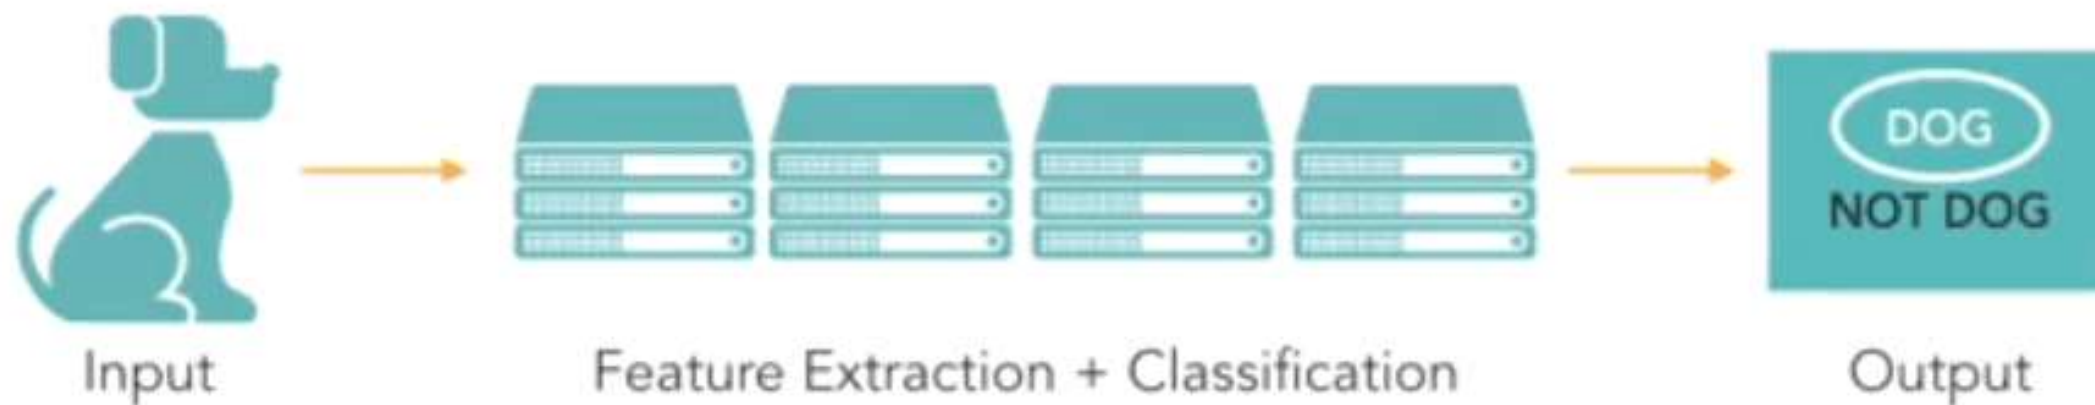 DOG
NOT DOG
Input
Feature Extraction + Classification
Output